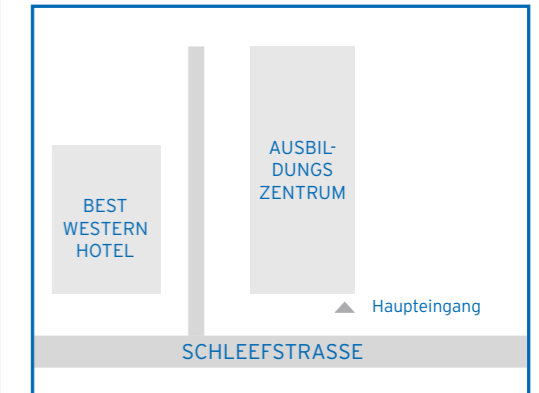 AUSBIL-
DUNGS
ZENTRUM
BEST
WESTERN
HOTEL
Haupteingang
SCHLEEFSTRASSE